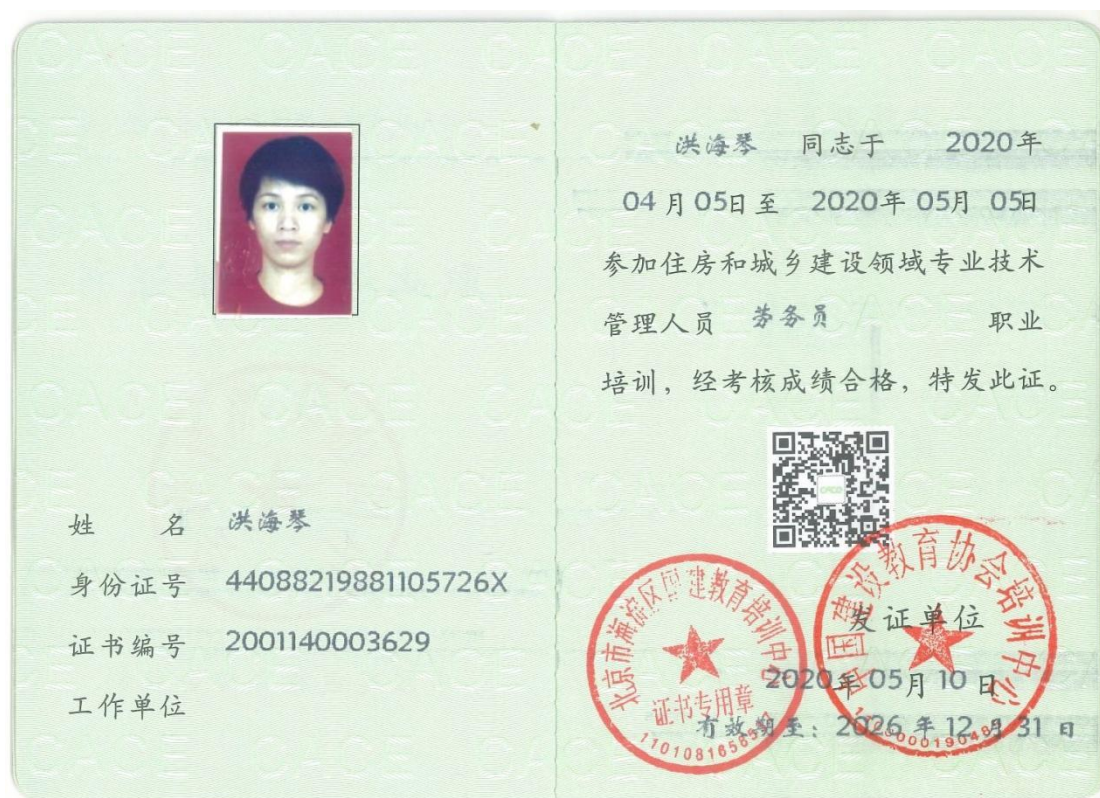 姓 名 洪海琴
身份证号 44088219881105726X
证书编号 2001140003629
工作单位
洪海琴 同志于 2020年
04月05日至 2020年05月05日
参加住房和城乡建设领域专业技术
管理人员 劳务员 职业
培训，经考核成绩合格，特发此证。
北京市海淀区 建教育培训中心
证书专用章
中国建设教育协会培训中心
发证单位
2020年05月10日
有效期至：2026年12月31日
CACE